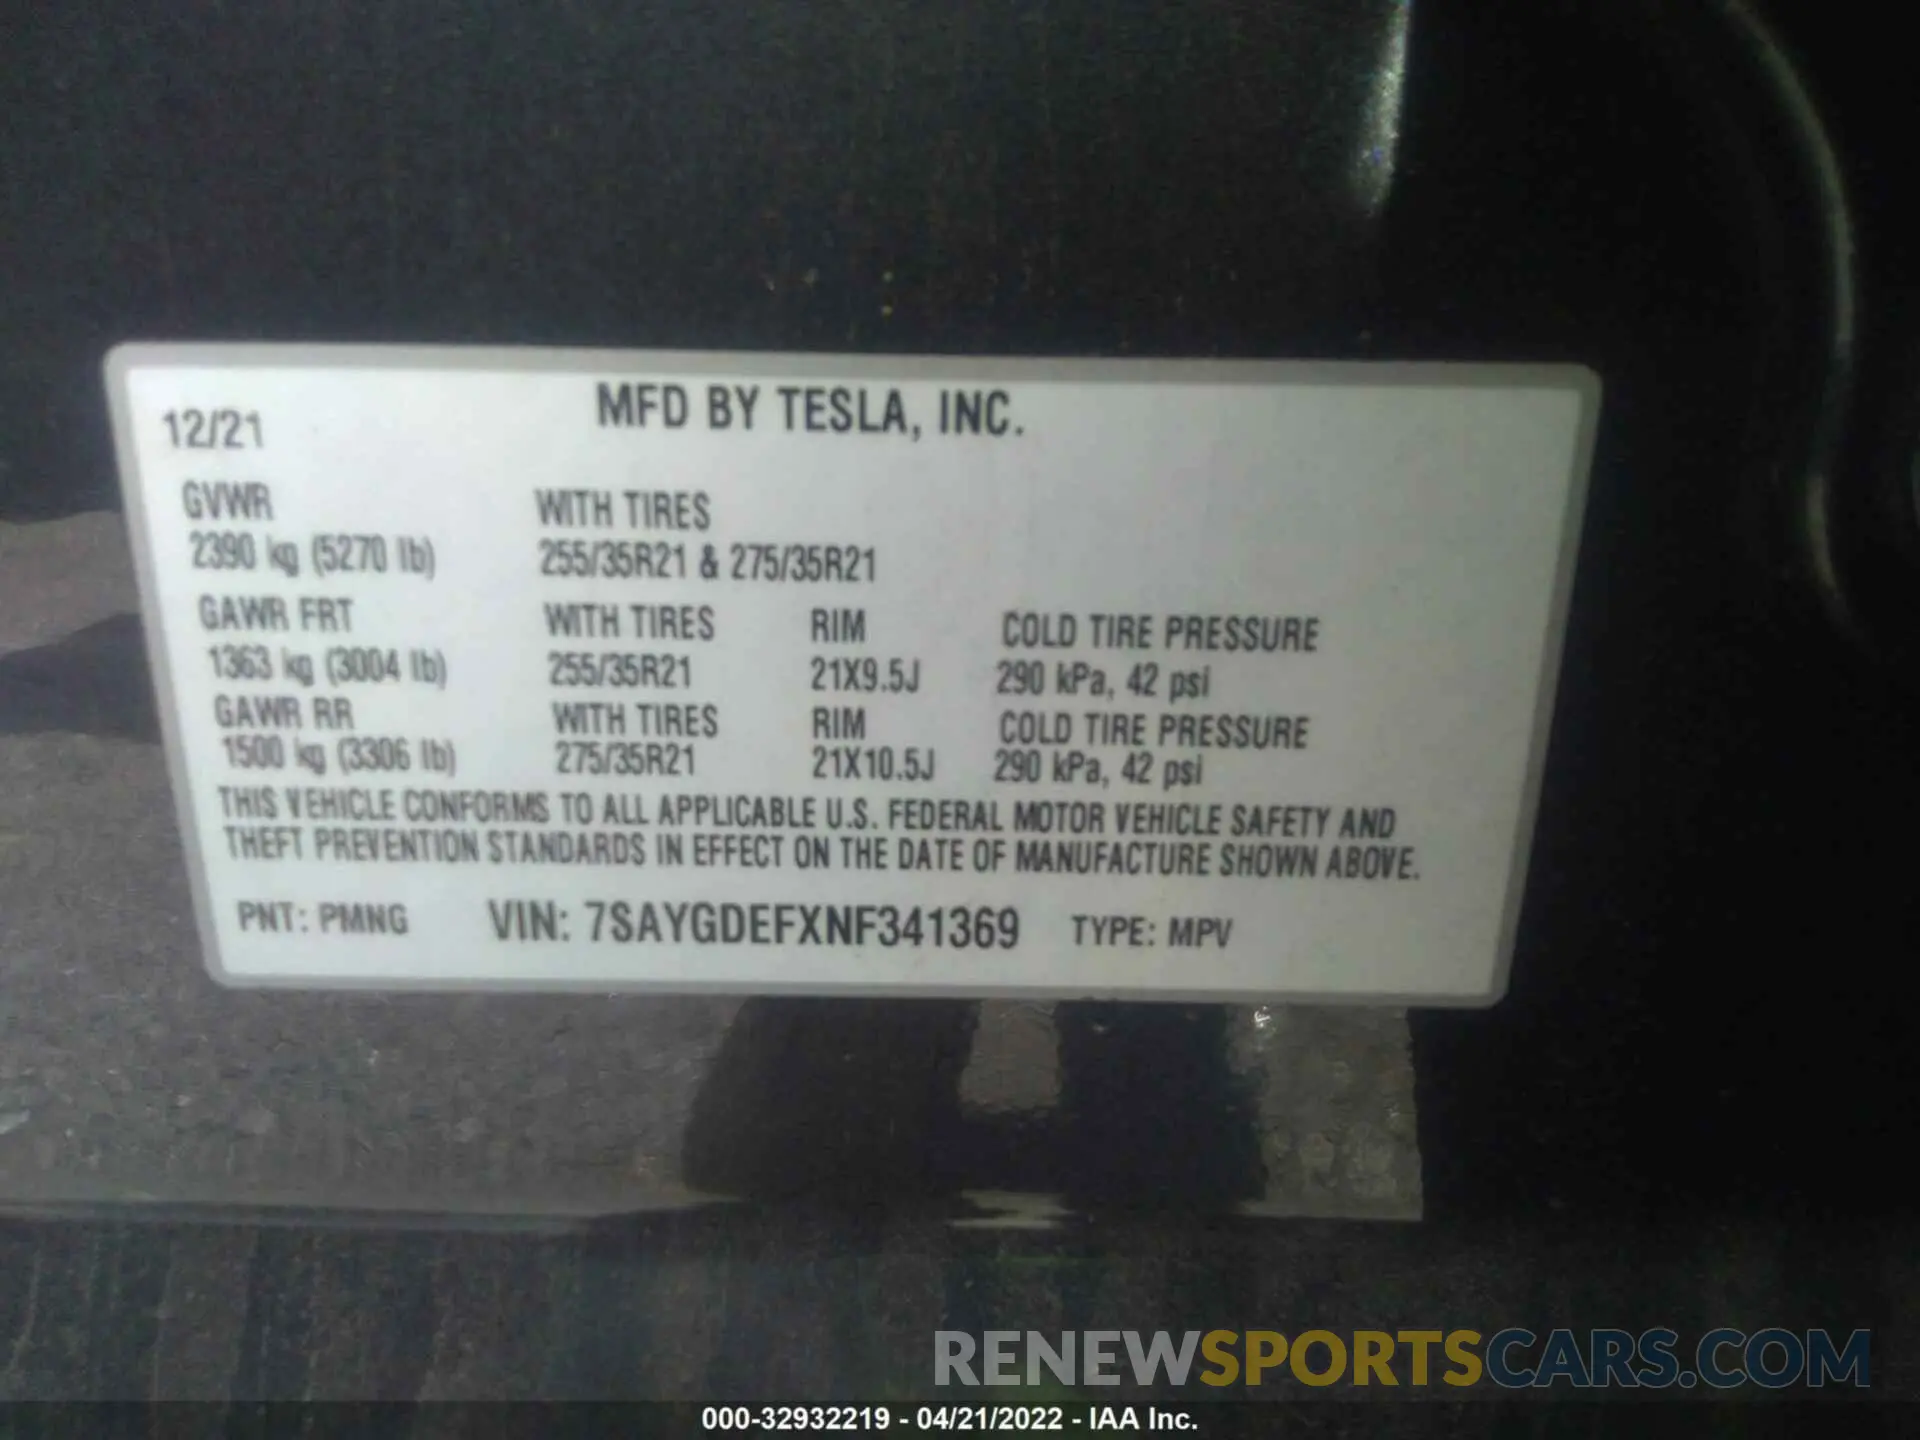 12/21 MFD BY TESLA, INC.
GVWR WITH TIRES
2390 kg (5270 lb) 255/35R21 & 275/35R21
GAWR FRT WITH TIRES RIM COLD TIRE PRESSURE
1363 kg (3004 lb) 255/35R21 21X9.5J 290 kPa, 42 psi
GAWR RR WITH TIRES RIM COLD TIRE PRESSURE
1500 kg (3306 lb) 275/35R21 21X10.5J 290 kPa, 42 psi
THIS VEHICLE CONFORMS TO ALL APPLICABLE U.S. FEDERAL MOTOR VEHICLE SAFETY AND
THEFT PREVENTION STANDARDS IN EFFECT ON THE DATE OF MANUFACTURE SHOWN ABOVE.
PNT: PMNG VIN: 7SAYGDEFXNF341369 TYPE: MPV
RENEWSPORTSCARS.COM
000-32932219 - 04/21/2022 - IAA Inc.